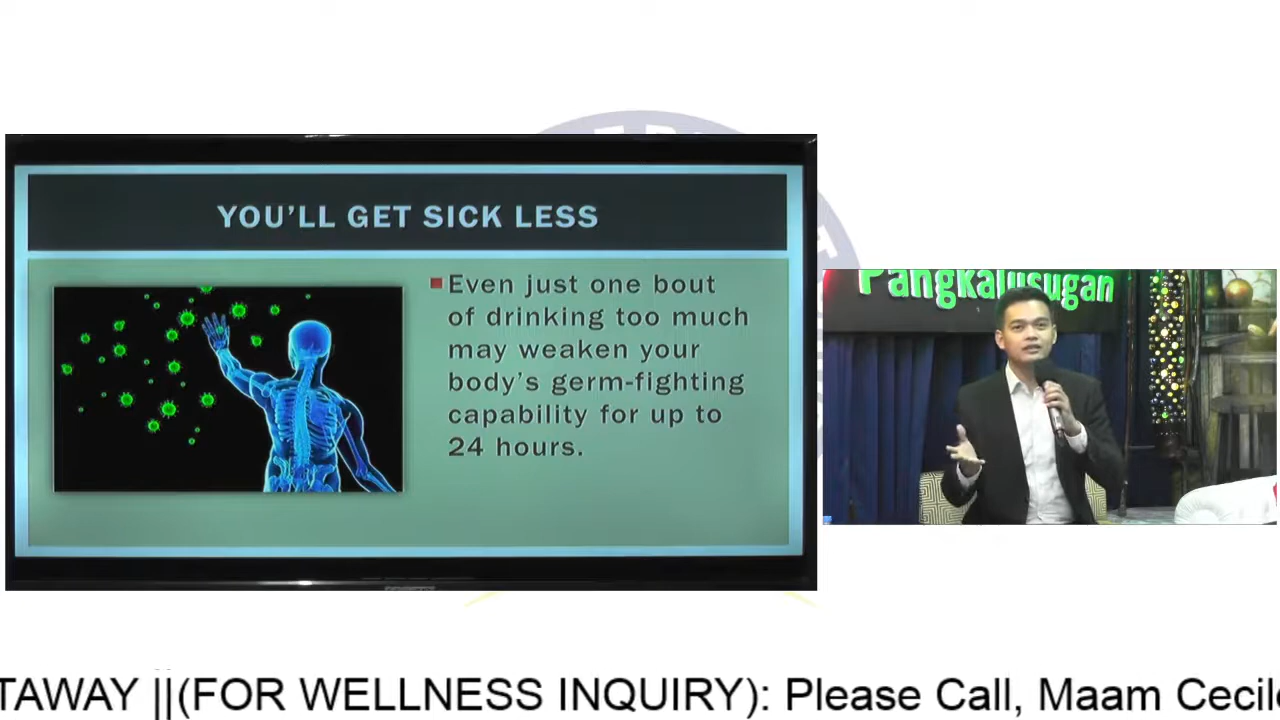 YOU'LL GET SICK LESS
Even just one bout
of drinking too much
may weaken your
body's germ-fighting
capability for up to
24 hours.
Pangkalusugan
TAWAY ||(FOR WELLNESS INQUIRY): Please Call, Maam Cecile